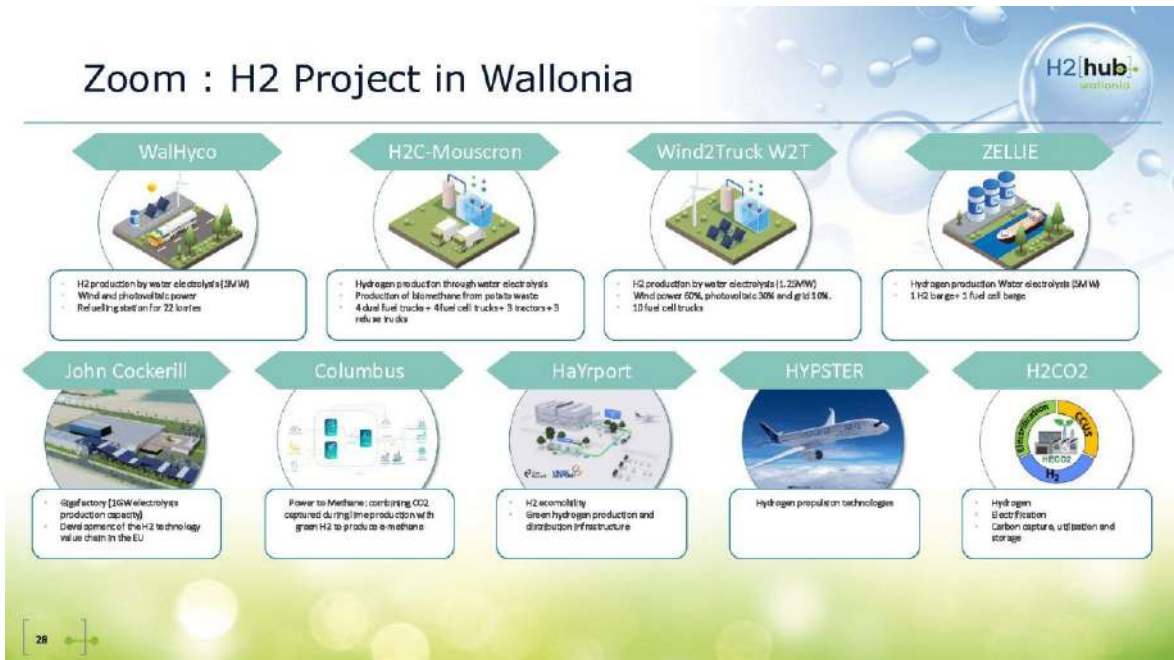 Zoom : H2 Project in Wallonia
H2[hub]
wallonia
WalHyco
H2C-Mouscron
Wind2Truck W2T
ZELLIE
H2 production by water electrolysis (3MW)
Wind and photovoltaic power
Refuelling station for 22 lorries
Hydrogen production through water electrolysis
Production of biomethane from potato waste
4 dual fuel trucks + 4 fuel cell trucks + 3 tractors + 3
refuse trucks
H2 production by water electrolysis (1.25MW)
Wind power 60%, photovoltaic 30% and grid 10%.
10 fuel cell trucks
Hydrogen production Water electrolysis (5MW)
1 H2 barge + 1 fuel cell barge
John Cockerill
Columbus
HaYrport
HYPSTER
H2CO2
Electrification
CCUS
HECO2
H2
Gigafactory (1GW electrolysis
production capacity)
Development of the H2 technology
value chain in the EU
Power to Methane: combining CO2
captured during lime production with
green H2 to produce e-methane
H2 ecomobility
Green hydrogen production and
distribution infrastructure
Hydrogen propulsion technologies
Hydrogen
Electrification
Carbon capture, utilisation and
storage
28